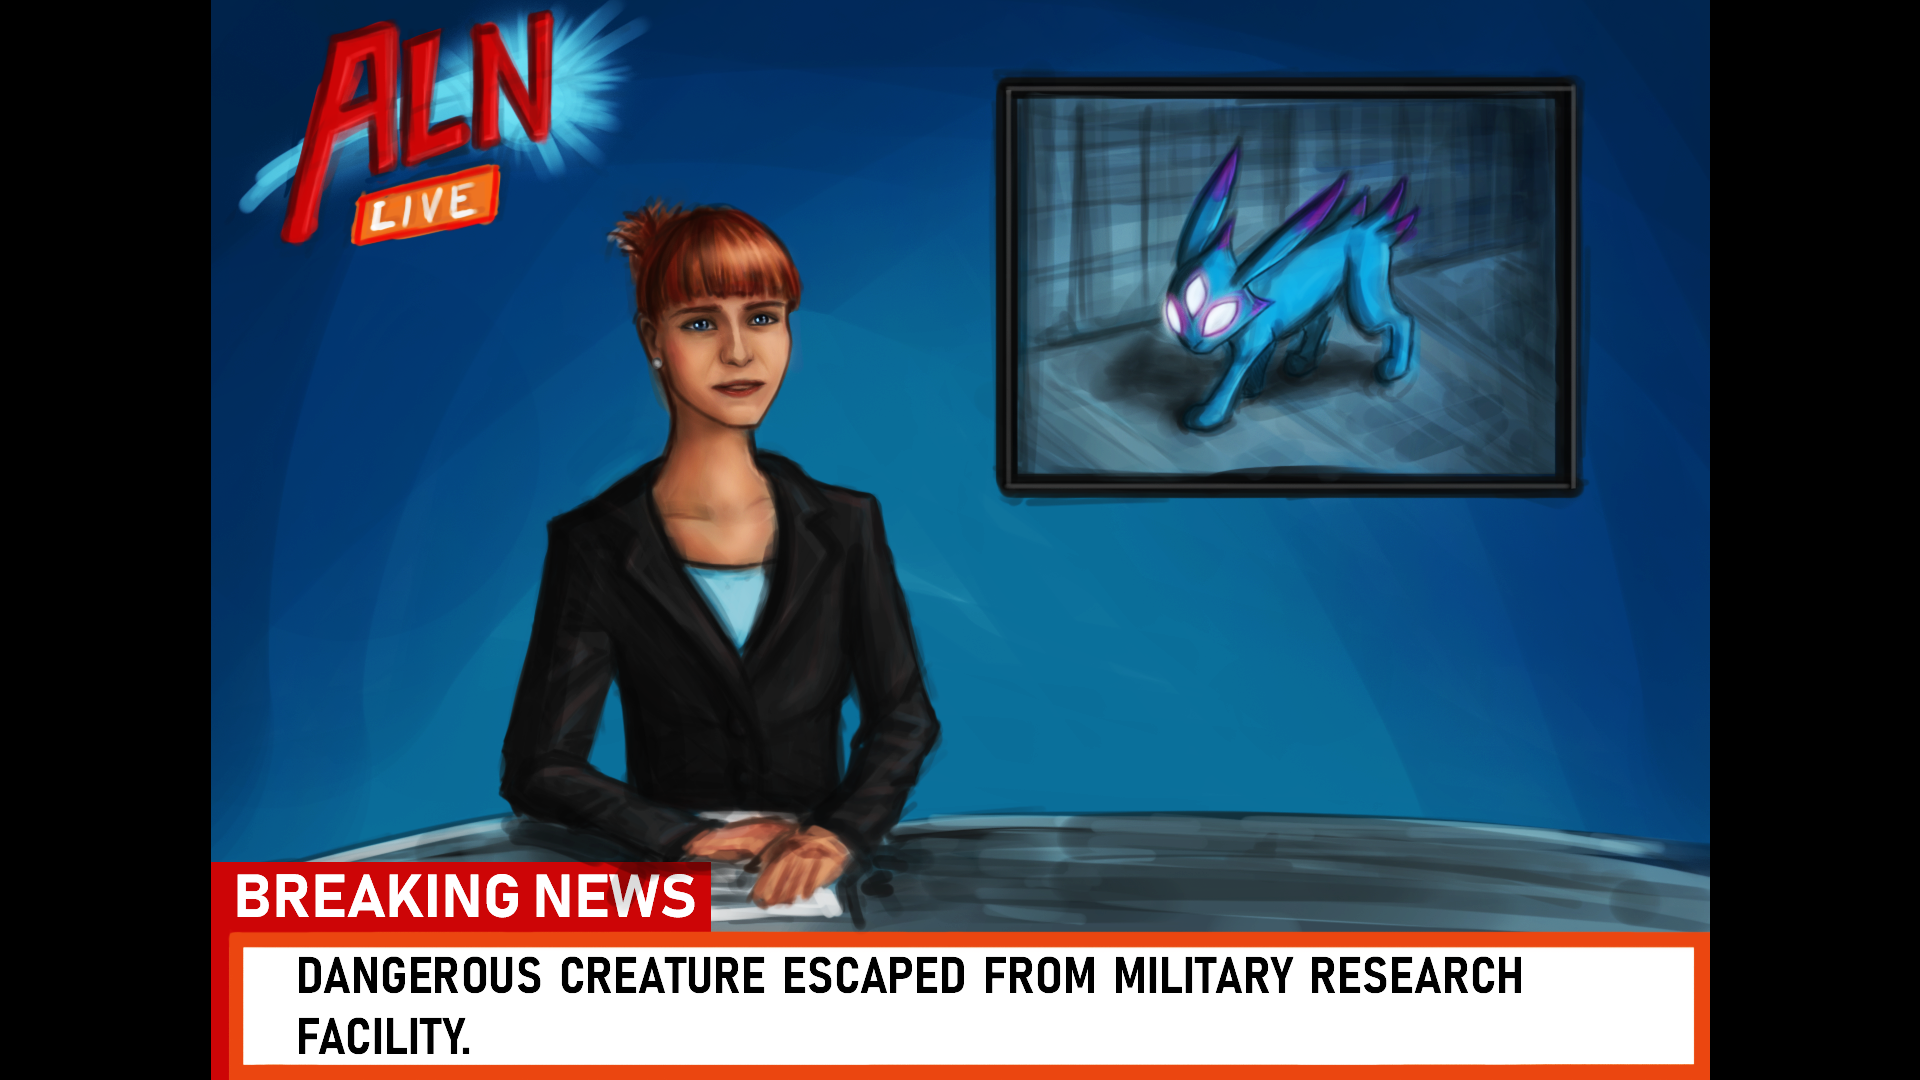 ALN
LIVE
BREAKING NEWS
DANGEROUS CREATURE ESCAPED FROM MILITARY RESEARCH
FACILITY.